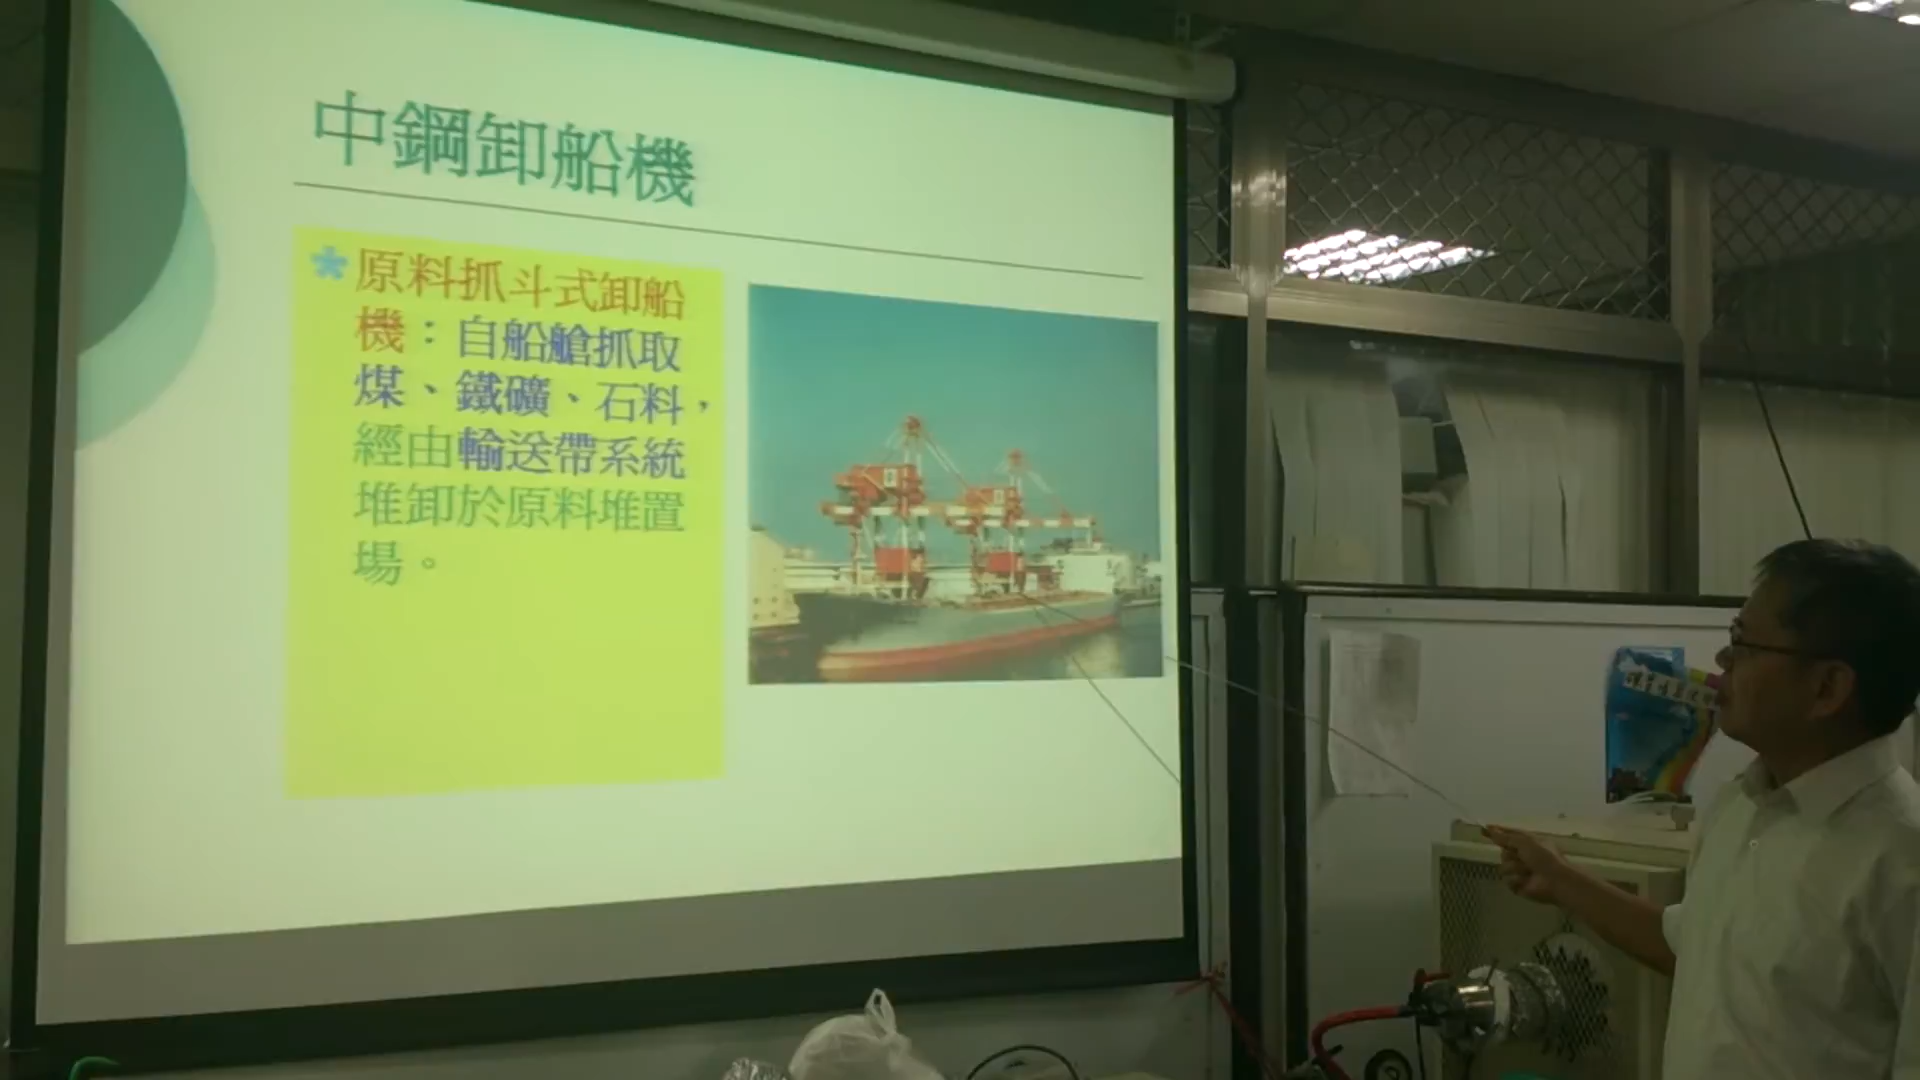 中鋼卸船機
原料抓斗式卸船
機：自船艙抓取
煤、鐵礦、石料，
經由輸送帶系統
堆卸於原料堆置
場。